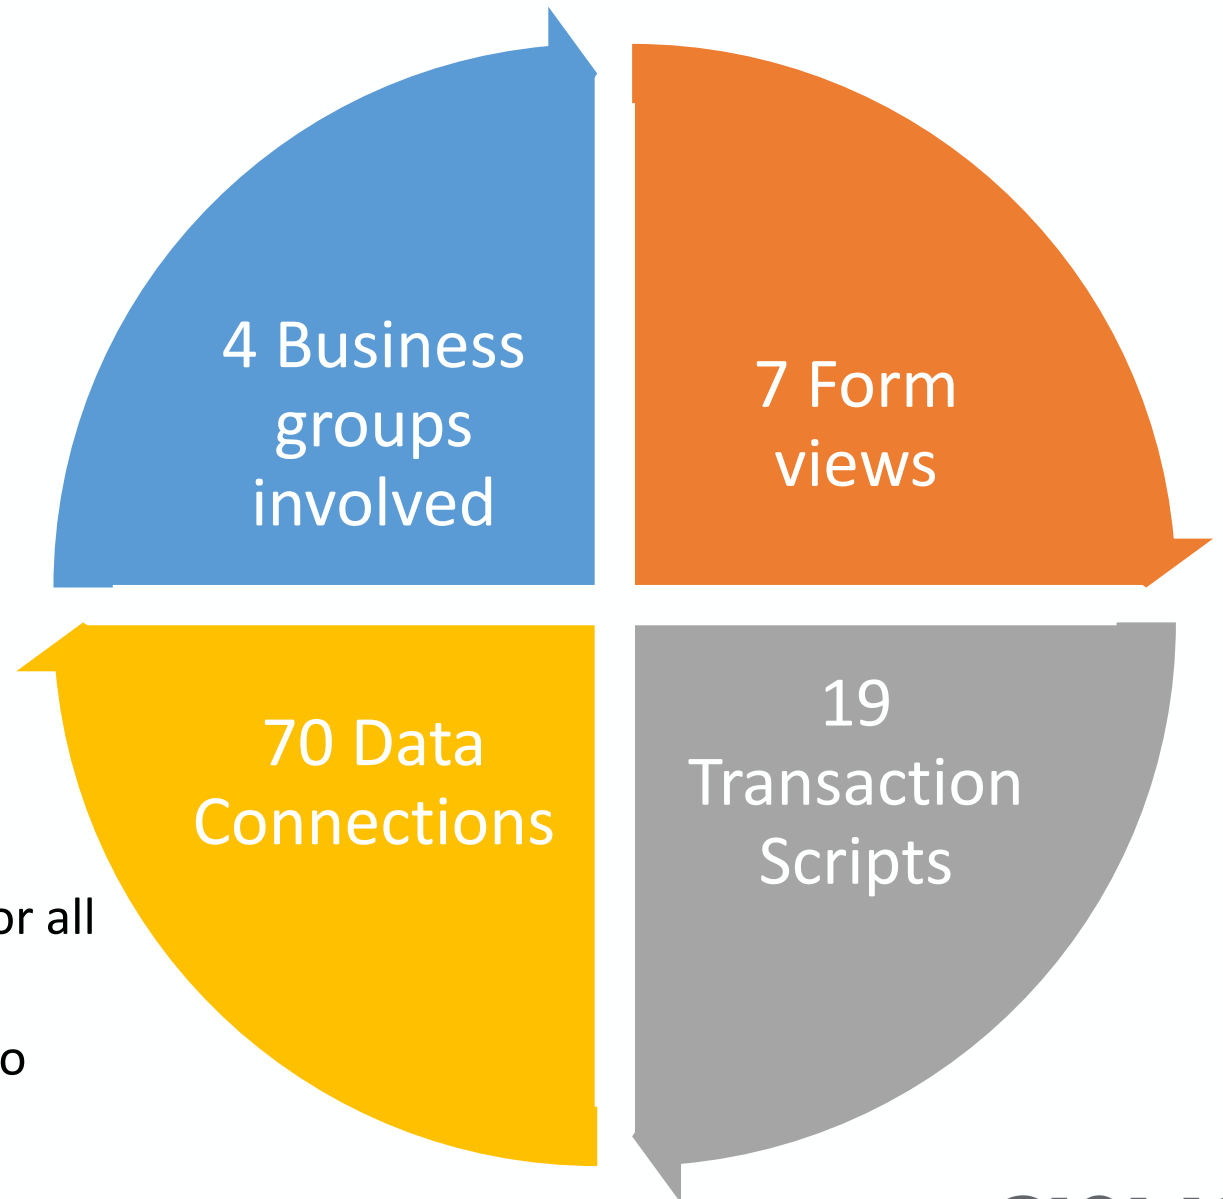 4 Business
groups
involved
7 Form
views
19
Transaction
Scripts
70 Data
Connections
or all
o